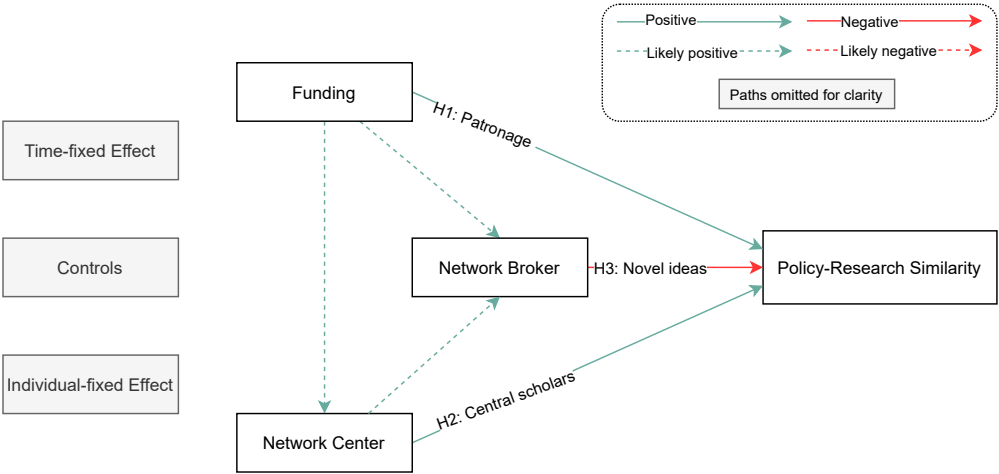 Positive
Negative
Likely positive
Likely negative
Paths omitted for clarity
Funding
H1: Patronage
Time-fixed Effect
Controls
Network Broker
H3: Novel ideas
Policy-Research Similarity
Individual-fixed Effect
H2: Central scholars
Network Center